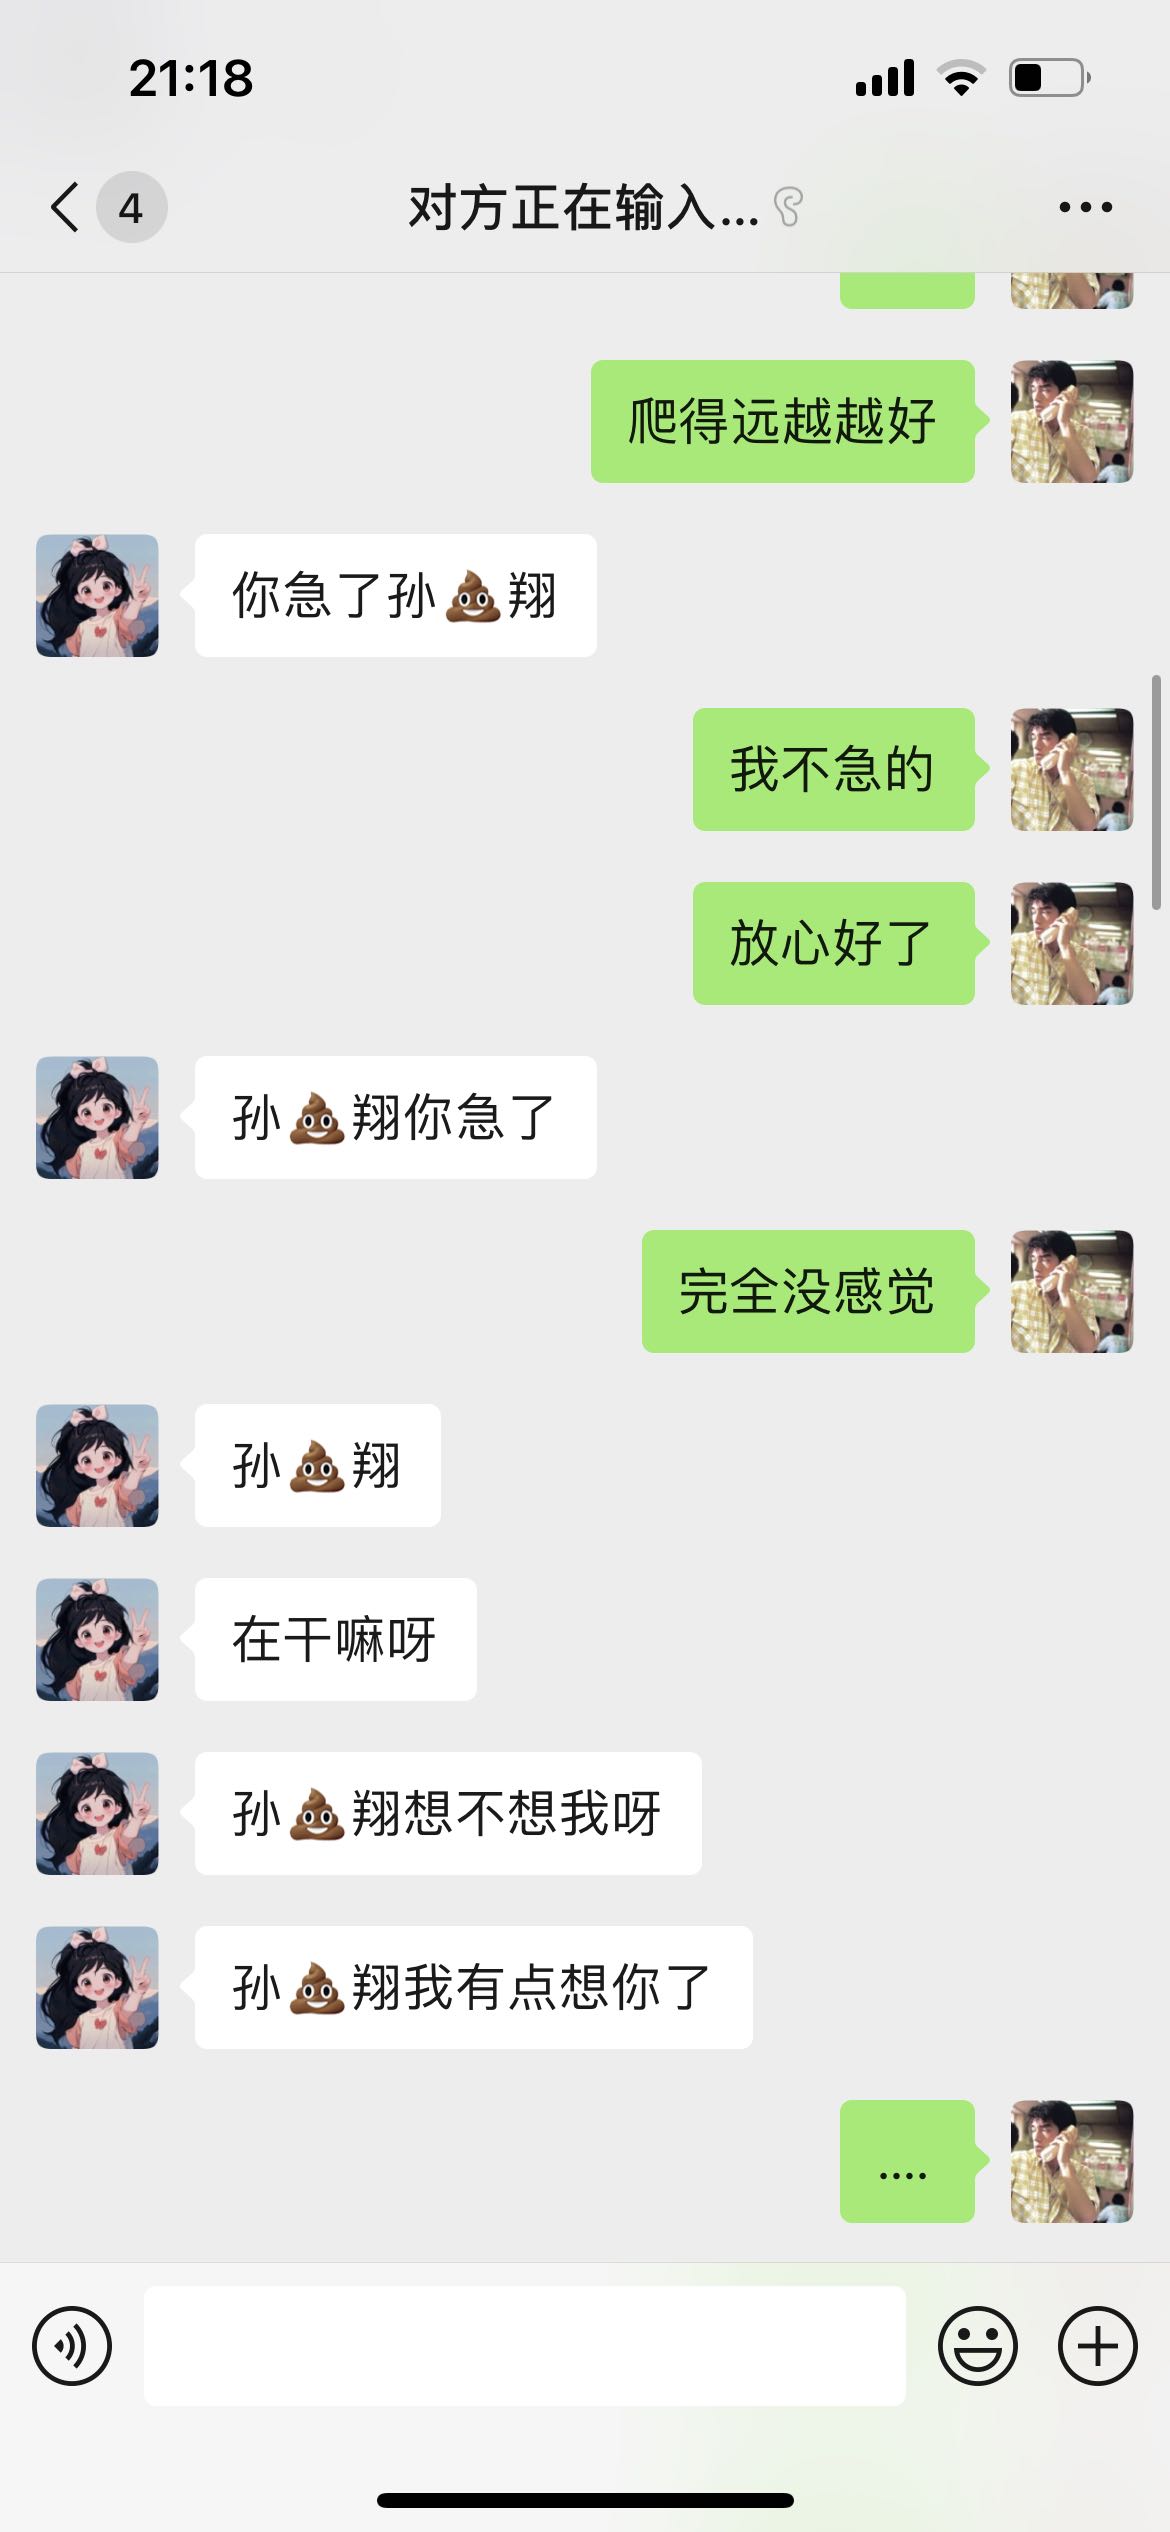 21:18
4
对方正在输入...
爬得远越越好
你急了孙💩翔
我不急的
放心好了
孙💩翔你急了
完全没感觉
孙💩翔
在干嘛呀
孙💩翔想不想我呀
孙💩翔我有点想你了
....